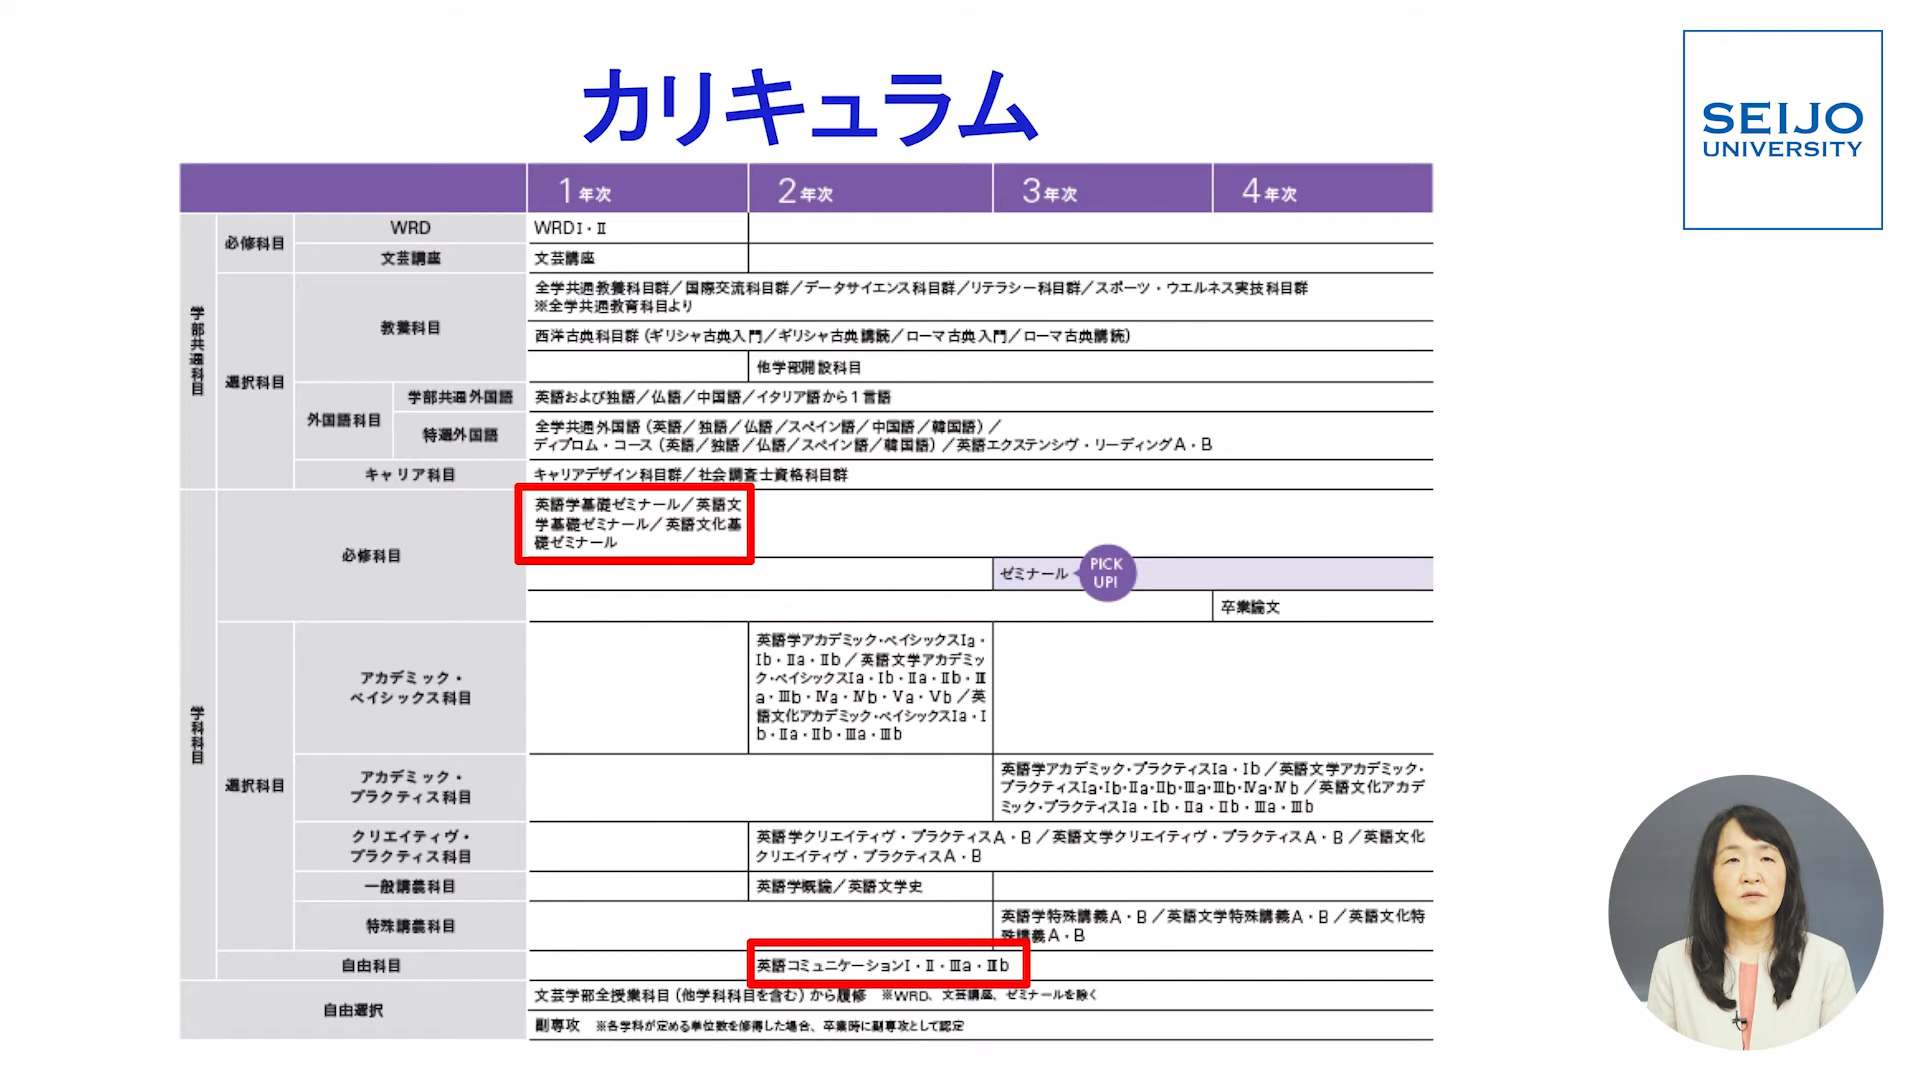 カリキュラム
SEIJO
UNIVERSITY
1年次
2年次
3年次
4年次
学部共通科目
必修科目
WRD
WRDⅠ・Ⅱ
文芸講座
文芸講座
選択科目
教養科目
全学共通教養科目群／国際交流科目群／データサイエンス科目群／リテラシー科目群／スポーツ・ウエルネス実技科目群
※全学共通教育科目より
西洋古典科目群（ギリシャ古典入門／ギリシャ古典講読／ローマ古典入門／ローマ古典講読）
他学部開設科目
外国語科目
学部共通外国語
英語および独語／仏語／中国語／イタリア語から1言語
特選外国語
全学共通外国語（英語／独語／仏語／スペイン語／中国語／韓国語）／
ディプロム・コース（英語／独語／仏語／スペイン語／韓国語）／英語エクステンシヴ・リーディングA・B
キャリア科目
キャリアデザイン科目群／社会調査士資格科目群
学科科目
必修科目
英語学基礎ゼミナール／英語文
学基礎ゼミナール／英語文化基
礎ゼミナール
ゼミナール
PICK
UP!
卒業論文
選択科目
アカデミック・
ベイシックス科目
英語学アカデミック・ベイシックスⅠa・
Ⅰb・Ⅱa・Ⅱb／英語文学アカデミッ
ク・ベイシックスⅠa・Ⅰb・Ⅱa・Ⅱb・Ⅲ
a・Ⅲb・Ⅳa・Ⅳb・Ⅴa・Ⅴb／英
語文化アカデミック・ベイシックスⅠa・Ⅰ
b・Ⅱa・Ⅱb・Ⅲa・Ⅲb
アカデミック・
プラクティス科目
英語学アカデミック・プラクティスⅠa・Ⅰb／英語文学アカデミック・
プラクティスⅠa・Ⅰb・Ⅱa・Ⅱb・Ⅲa・Ⅲb・Ⅳa・Ⅳb／英語文化アカデ
ミック・プラクティスⅠa・Ⅰb・Ⅱa・Ⅱb・Ⅲa・Ⅲb
クリエイティヴ・
プラクティス科目
英語学クリエイティヴ・プラクティスA・B／英語文学クリエイティヴ・プラクティスA・B／英語文化
クリエイティヴ・プラクティスA・B
一般講義科目
英語学概論／英語文学史
特殊講義科目
英語学特殊講義A・B／英語文学特殊講義A・B／英語文化特
殊講義A・B
自由科目
英語コミュニケーションⅠ・Ⅱ・Ⅲa・Ⅲb
自由選択
文芸学部全授業科目（他学科科目を含む）から履修　※WRD、文芸講座、ゼミナールを除く
副専攻　※各学科が定める単位数を修得した場合、卒業時に副専攻として認定